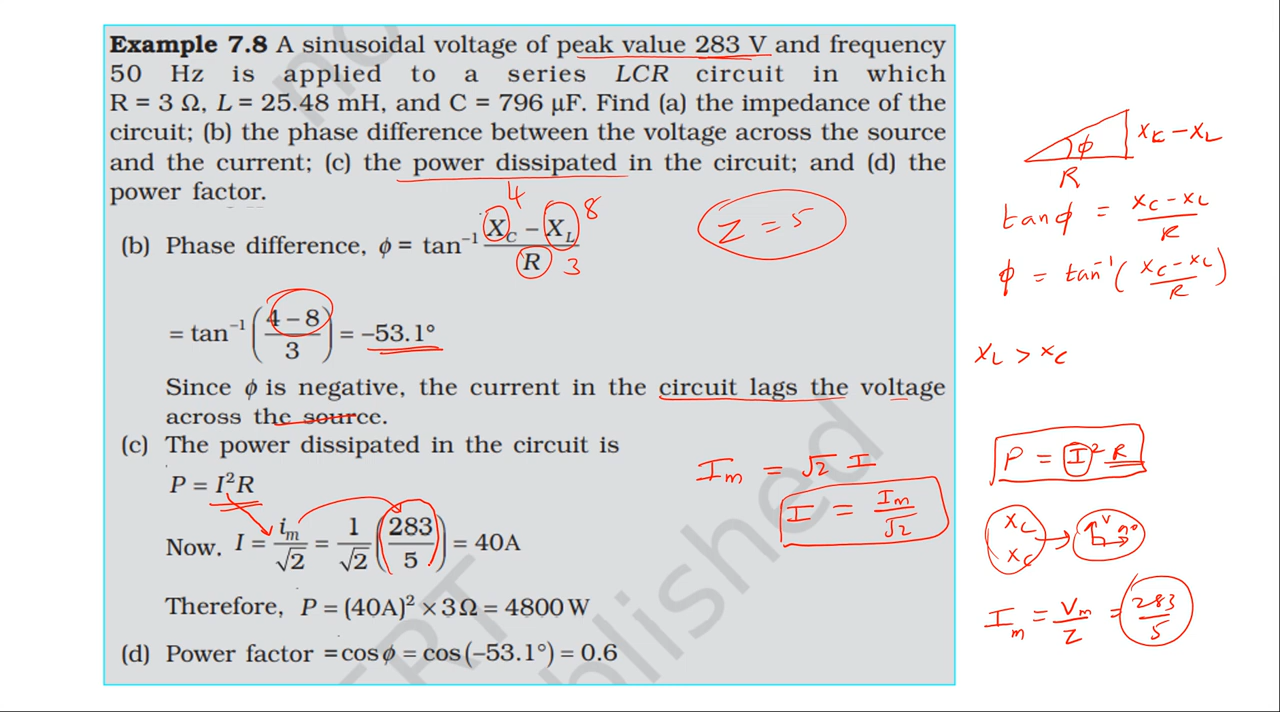 Example 7.8 A sinusoidal voltage of peak value 283 V and frequency
50 Hz is applied to a series LCR circuit in which
R = 3 Ω, L = 25.48 mH, and C = 796 μF. Find (a) the impedance of the
circuit; (b) the phase difference between the voltage across the source
and the current; (c) the power dissipated in the circuit; and (d) the
power factor.
(b) Phase difference, ϕ = tan⁻¹ (X_C – X_L)/R
4
8
3
Z = 5
= tan⁻¹ ((4 – 8)/3) = –53.1°
Since ϕ is negative, the current in the circuit lags the voltage
across the source.
(c) The power dissipated in the circuit is
P = I²R
Now, I = i_m/√2 = 1/√2 (283/5) = 40A
Therefore, P = (40A)² × 3 Ω = 4800 W
(d) Power factor = cos ϕ = cos (–53.1°) = 0.6
I_m = √2 I
I = I_m/√2
ϕ
X_C – X_L
R
tanϕ = (X_C – X_L)/R
ϕ = tan⁻¹ ((X_C – X_L)/R)
X_L > X_C
P = I² R
X_C
X_C
V
I_m = V_m/Z = 283/5
no
RT
blished